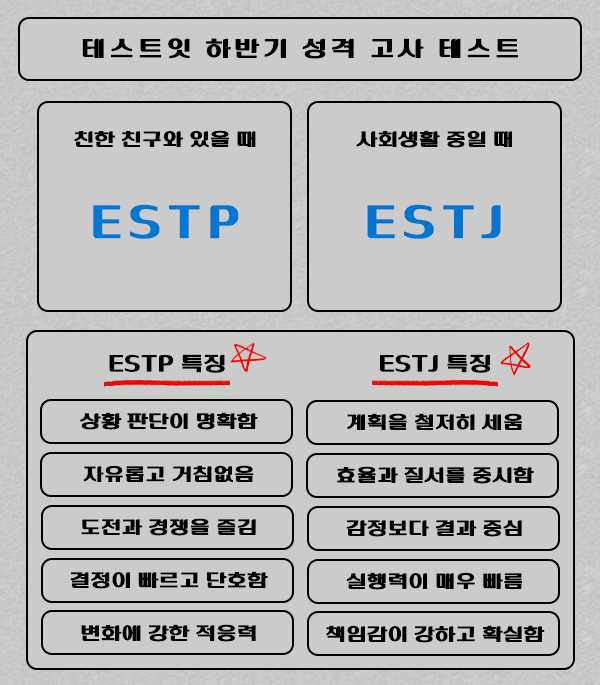 테스트잇 하반기 성격 고사 테스트
친한 친구와 있을 때
ESTP
사회생활 중일 때
ESTJ
ESTP 특징
상황 판단이 명확함
자유롭고 거침없음
도전과 경쟁을 즐김
결정이 빠르고 단호함
변화에 강한 적응력
ESTJ 특징
계획을 철저히 세움
효율과 질서를 중시함
감정보다 결과 중심
실행력이 매우 빠름
책임감이 강하고 확실함